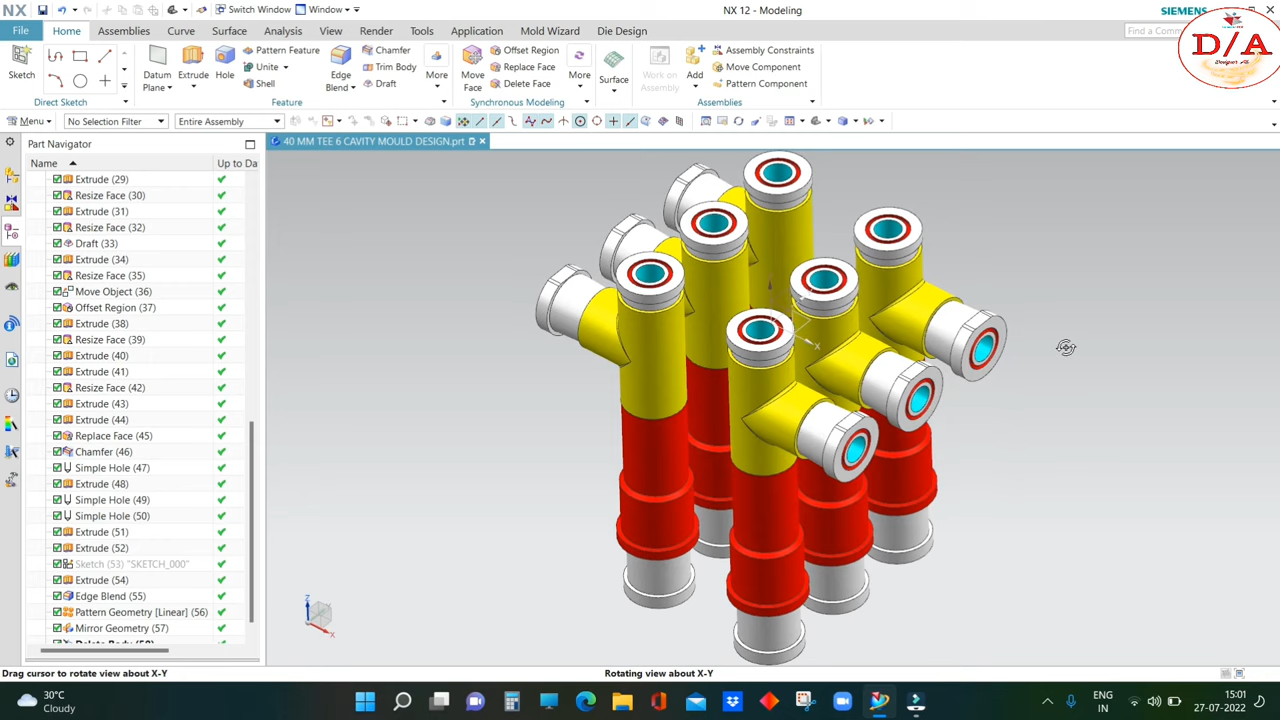 NX
Switch Window
Window
NX 12 - Modeling
SIEMENS
File
Home
Assemblies
Curve
Surface
Analysis
View
Render
Tools
Application
Mould Wizard
Die Design
Find a Comm
D/A
Sketch
Direct Sketch
Datum Plane
Extrude
Hole
Pattern Feature
Unite
Shell
Edge Blend
Chamfer
Trim Body
Draft
More
Feature
Move Face
Offset Region
Replace Face
Delete Face
More
Synchronous Modeling
Surface
Work on Assembly
Add
Assembly Constraints
Move Component
Pattern Component
Assemblies
Menu
No Selection Filter
Entire Assembly
Part Navigator
40 MM TEE 6 CAVITY MOULD DESIGN.prt
Name
Up to Da
Extrude (29)
Resize Face (30)
Extrude (31)
Resize Face (32)
Draft (33)
Extrude (34)
Resize Face (35)
Move Object (36)
Offset Region (37)
Extrude (38)
Resize Face (39)
Extrude (40)
Extrude (41)
Resize Face (42)
Extrude (43)
Extrude (44)
Replace Face (45)
Chamfer (46)
Simple Hole (47)
Extrude (48)
Simple Hole (49)
Simple Hole (50)
Extrude (51)
Extrude (52)
Sketch (53) "SKETCH_000"
Extrude (54)
Edge Blend (55)
Pattern Geometry [Linear] (56)
Mirror Geometry (57)
X
Z
X
Drag cursor to rotate view about X-Y
Rotating view about X-Y
30°C
Cloudy
ENG
IN
15:01
27-07-2022